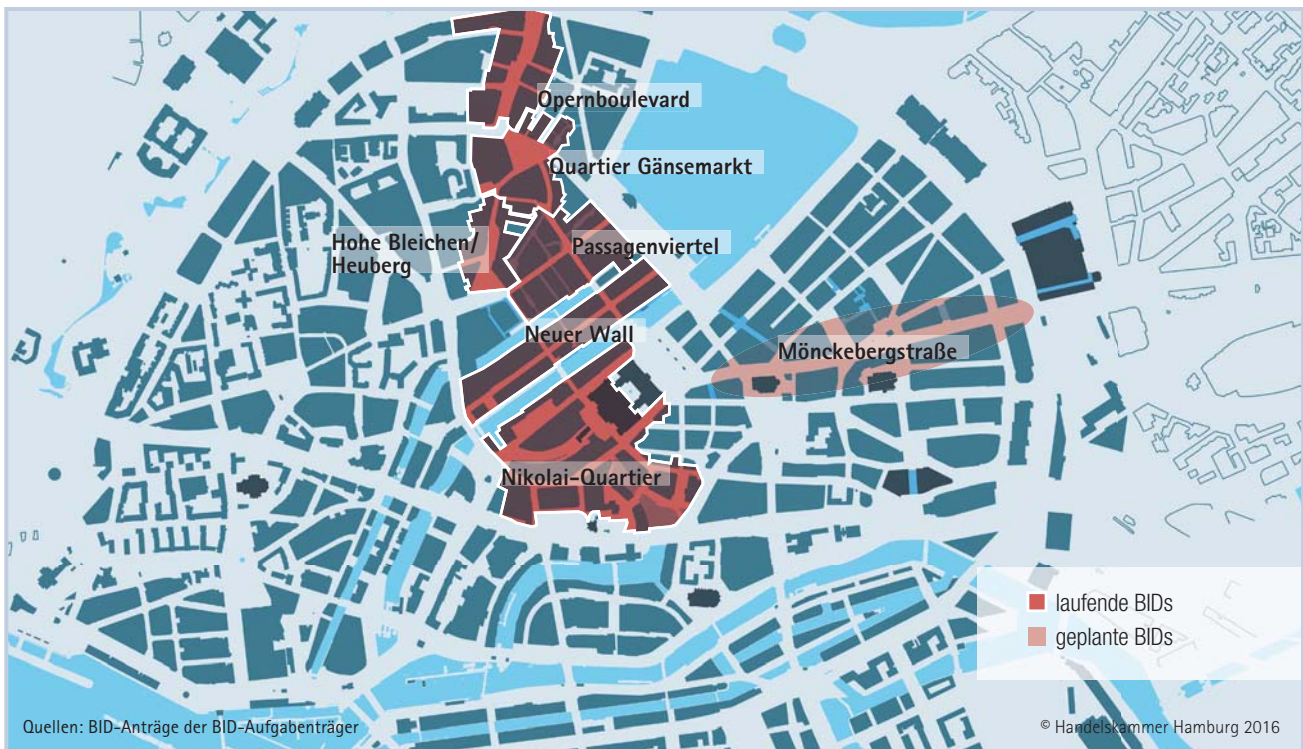 Opernboulevard
Quartier Gänsemarkt
Hohe Bleichen/
Heuberg
Passagenviertel
Neuer Wall
Mönckebergstraße
Nikolai-Quartier
laufende BIDs
geplante BIDs
Quellen: BID-Anträge der BID-Aufgabenträger
© Handelskammer Hamburg 2016